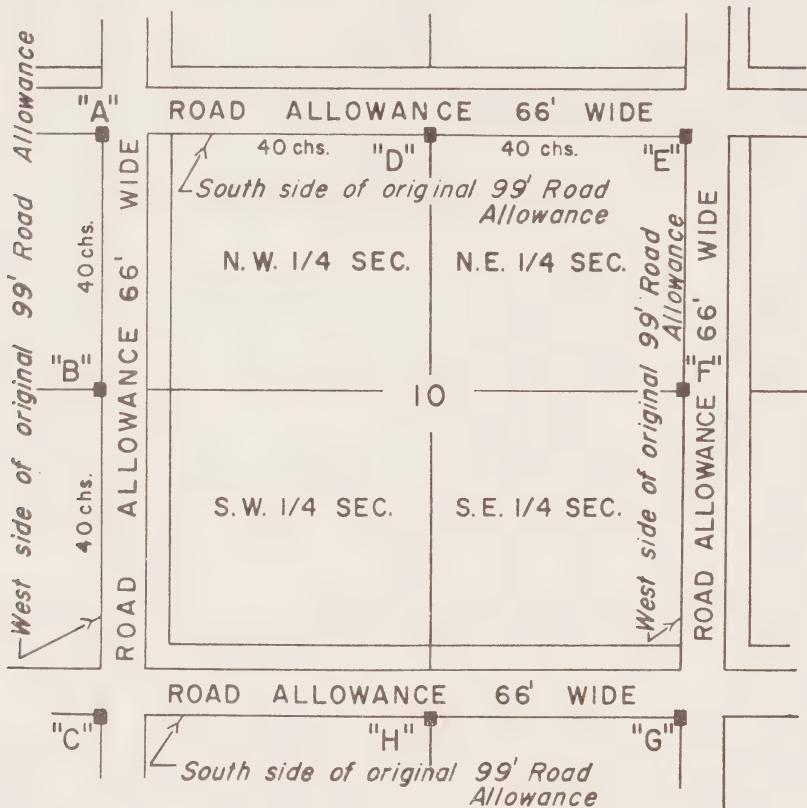 "A"
ROAD ALLOWANCE 66' WIDE
40 chs.
"D"
40 chs.
"E"
South side of original 99' Road
Allowance
West side of original 99' Road Allowance
40 chs.
"B"
40 chs.
ROAD ALLOWANCE 66' WIDE
N.W. 1/4 SEC.
N.E. 1/4 SEC.
10
S.W. 1/4 SEC.
S.E. 1/4 SEC.
West side of original 99' Road
Allowance
"F"
ROAD ALLOWANCE 66' WIDE
ROAD ALLOWANCE 66' WIDE
"C"
"H"
"G"
South side of original 99' Road
Allowance